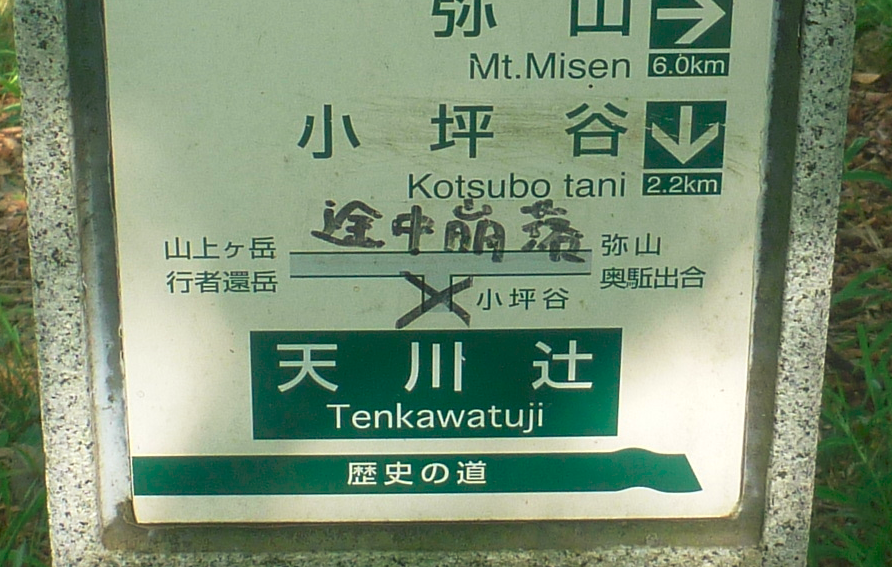 弥山
Mt.Misen 6.0km
小坪谷
Kotsubo tani 2.2km
途中崩落
山上ヶ岳 弥山
行者還岳 奥駈出合
小坪谷
天川辻
Tenkawatuji
歴史の道